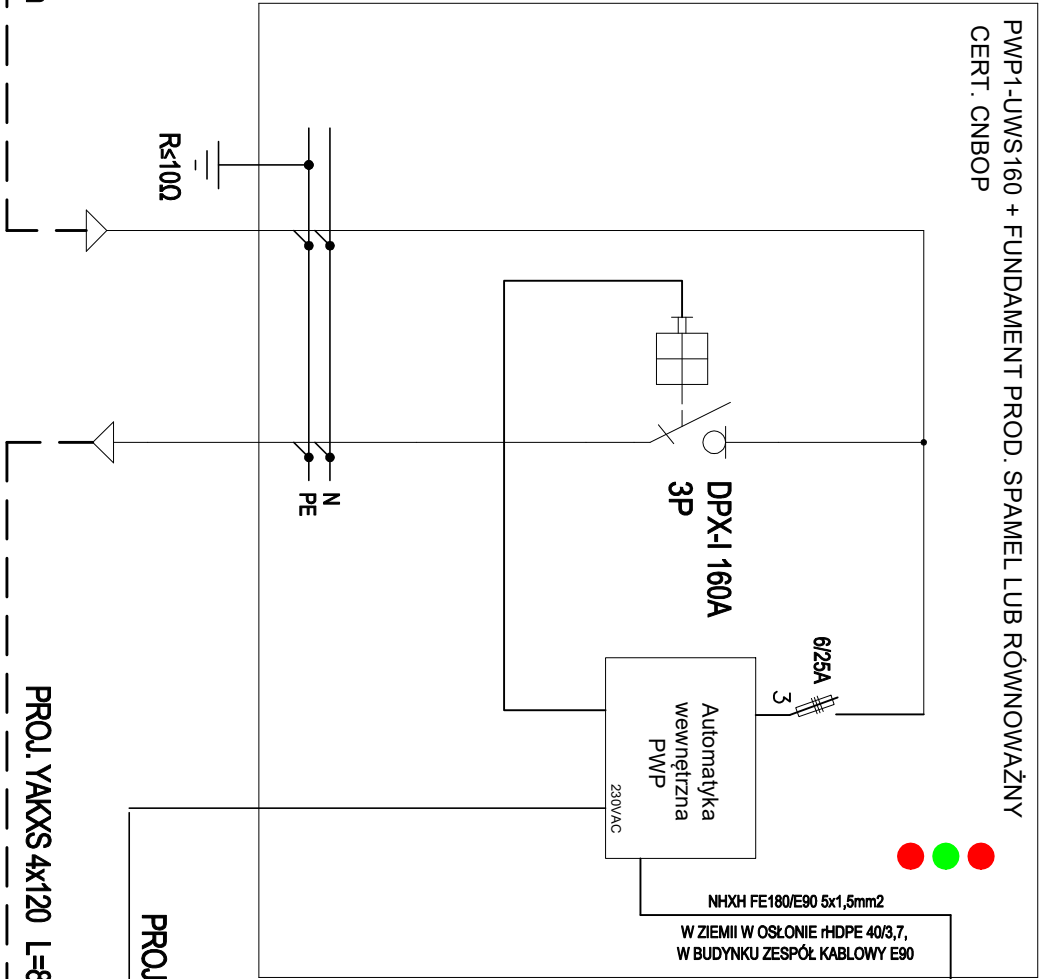 PWP1-UWS160 + FUNDAMENT PROD. SPAMEL LUB RÓWNOWAŻNY
CERT. CNBOP
R≤10Ω
N
PE
DPX-I 160A
3P
6/25A
3
Automatyka
wewnętrzna
PWP
230VAC
NHXH FE180/E90 5x1,5mm2
W ZIEMII W OSŁONIE rHDPE 40/3,7,
W BUDYNKU ZESPÓŁ KABLOWY E90
PROJ
PROJ. YAKXS 4x120 L=8